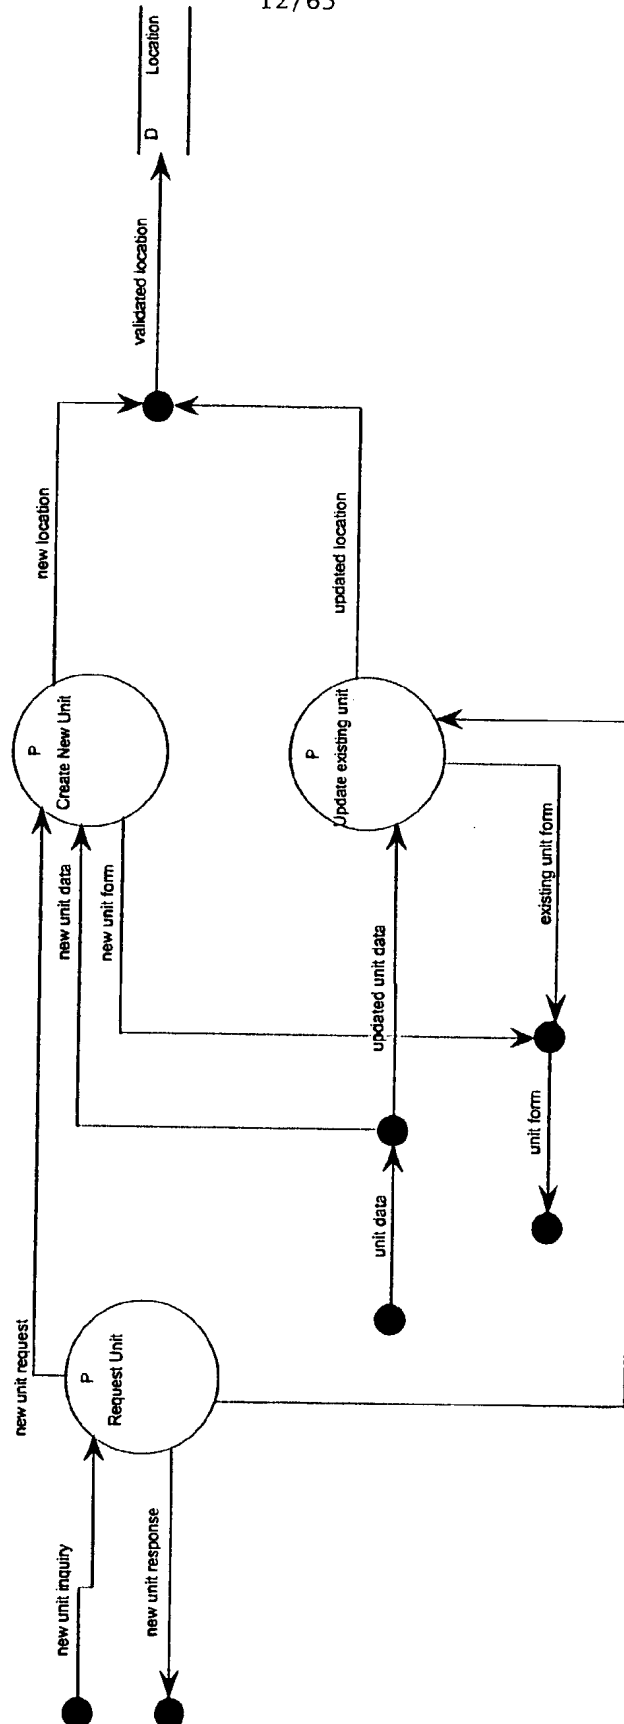 12/65
D Location
validated location
new location
updated location
P
Create New Unit
P
Update existing unit
new unit data
new unit form
existing unit form
updated unit data
unit form
unit data
new unit request
P
Request Unit
new unit inquiry
new unit response